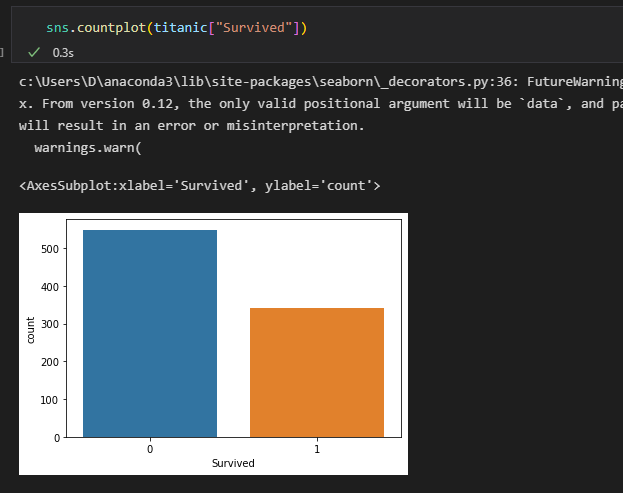 sns.countplot(titanic["Survived"])
0.3s
c:\Users\D\anaconda3\lib\site-packages\seaborn\_decorators.py:36: FutureWarning
x. From version 0.12, the only valid positional argument will be `data`, and pa
will result in an error or misinterpretation.
warnings.warn(
<AxesSubplot:xlabel='Survived', ylabel='count'>
500
400
300
200
100
0
count
0 1
Survived